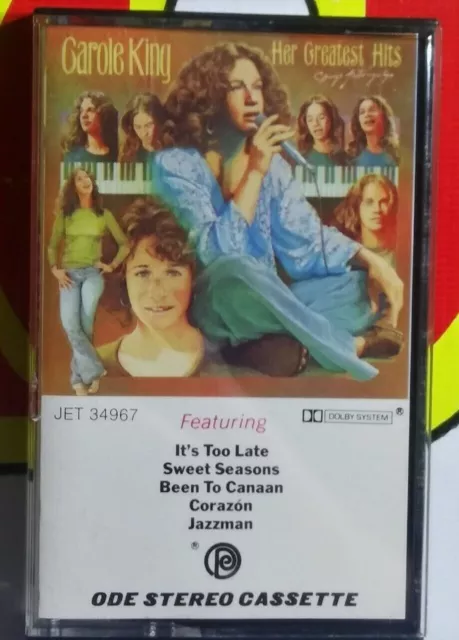 Carole King
Her Greatest Hits
JET 34967
Featuring
DOLBY SYSTEM ®
It's Too Late
Sweet Seasons
Been To Canaan
Corazón
Jazzman
®
ODE STEREO CASSETTE